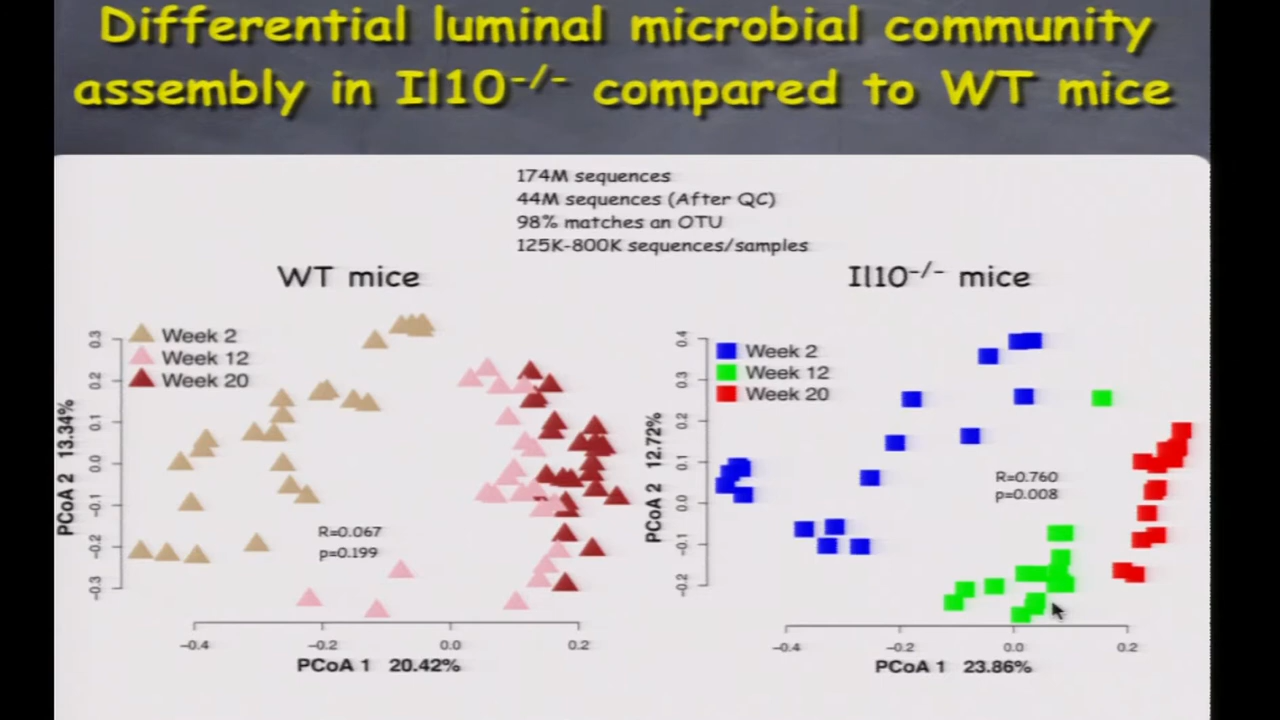 Differential luminal microbial community
assembly in Il10-/- compared to WT mice
174M sequences
44M sequences (After QC)
98% matches an OTU
125K-800K sequences/samples
WT mice
Week 2
Week 12
Week 20
PCoA 2 13.34%
0.3
0.2
0.1
0.0
-0.1
-0.2
-0.3
R=0.067
p=0.199
-0.4
-0.2
0.0
0.2
PCoA 1 20.42%
Il10-/- mice
Week 2
Week 12
Week 20
PCoA 2 12.72%
0.4
0.3
0.2
0.1
0.0
-0.1
-0.2
R=0.760
p=0.008
-0.4
-0.2
0.0
0.2
PCoA 1 23.86%